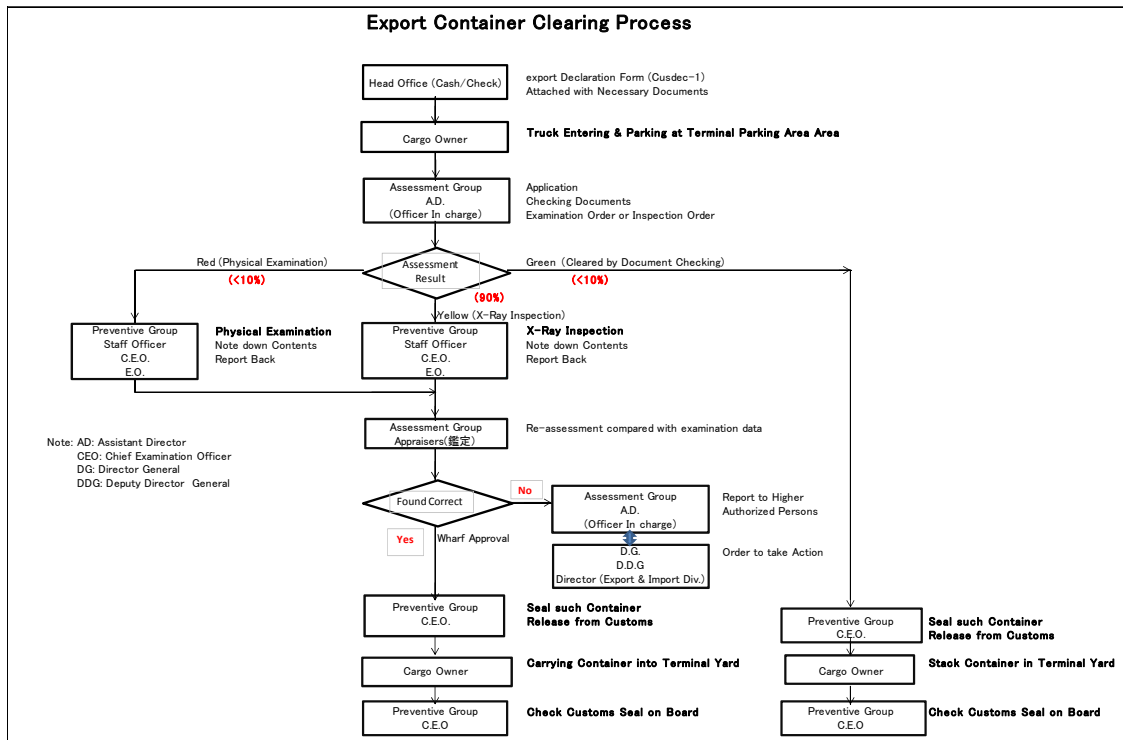 Export Container Clearing Process
Head Office (Cash/Check)
export Declaration Form (Cusdec-1)
Attached with Necessary Documents
Cargo Owner
Truck Entering & Parking at Terminal Parking Area Area
Assessment Group
A.D.
(Officer In charge)
Application
Checking Documents
Examination Order or Inspection Order
Red (Physical Examination)
(<10%)
Assessment
Result
Green (Cleared by Document Checking)
(<10%)
(90%)
Yellow (X-Ray Inspection)
Preventive Group
Staff Officer
C.E.O.
E.O.
Physical Examination
Note down Contents
Report Back
Preventive Group
Staff Officer
C.E.O.
E.O.
X-Ray Inspection
Note down Contents
Report Back
Assessment Group
Appraisers(鑑定)
Re-assessment compared with examination data
Note: AD: Assistant Director
CEO: Chief Examination Officer
DG: Director General
DDG: Deputy Director General
Found Correct
No
Yes
Wharf Approval
Assessment Group
A.D.
(Officer In charge)
Report to Higher
Authorized Persons
D.G.
D.D.G
Director (Export & Import Div.)
Order to take Action
Preventive Group
C.E.O.
Seal such Container
Release from Customs
Preventive Group
C.E.O.
Seal such Container
Release from Customs
Cargo Owner
Carrying Container into Terminal Yard
Cargo Owner
Stack Container in Terminal Yard
Preventive Group
C.E.O
Check Customs Seal on Board
Preventive Group
C.E.O
Check Customs Seal on Board